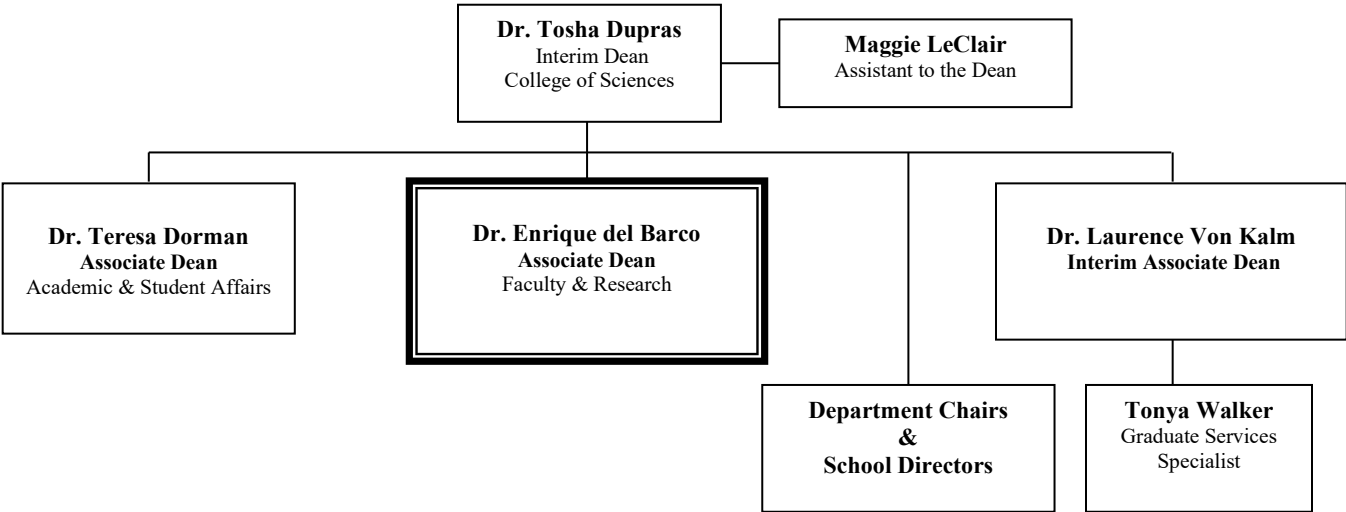 Dr. Tosha Dupras
Interim Dean
College of Sciences
Maggie LeClair
Assistant to the Dean
Dr. Teresa Dorman
Associate Dean
Academic & Student Affairs
Dr. Enrique del Barco
Associate Dean
Faculty & Research
Dr. Laurence Von Kalm
Interim Associate Dean
Department Chairs
&
School Directors
Tonya Walker
Graduate Services
Specialist